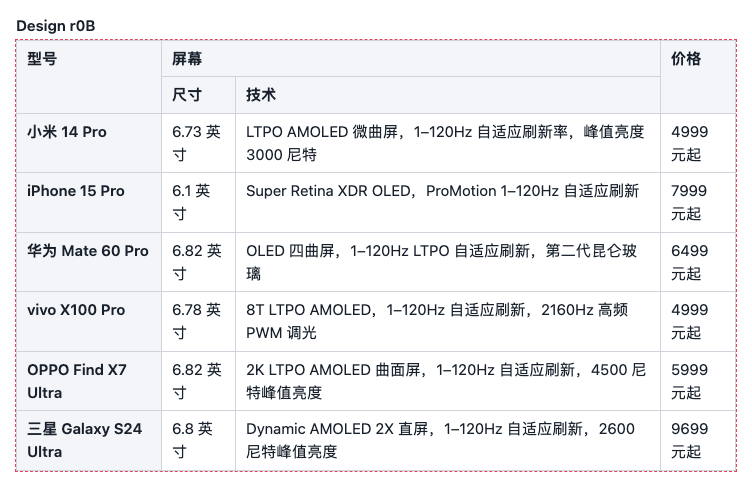 Design r0B
型号 屏幕 价格
尺寸 技术
小米 14 Pro 6.73 英寸 LTPO AMOLED 微曲屏，1–120Hz 自适应刷新率，峰值亮度 3000 尼特 4999 元起
iPhone 15 Pro 6.1 英寸 Super Retina XDR OLED，ProMotion 1–120Hz 自适应刷新 7999 元起
华为 Mate 60 Pro 6.82 英寸 OLED 四曲屏，1–120Hz LTPO 自适应刷新，第二代昆仑玻璃 6499 元起
vivo X100 Pro 6.78 英寸 8T LTPO AMOLED，1–120Hz 自适应刷新，2160Hz 高频 PWM 调光 4999 元起
OPPO Find X7 Ultra 6.82 英寸 2K LTPO AMOLED 曲面屏，1–120Hz 自适应刷新，4500 尼特峰值亮度 5999 元起
三星 Galaxy S24 Ultra 6.8 英寸 Dynamic AMOLED 2X 直屏，1–120Hz 自适应刷新，2600 尼特峰值亮度 9699 元起